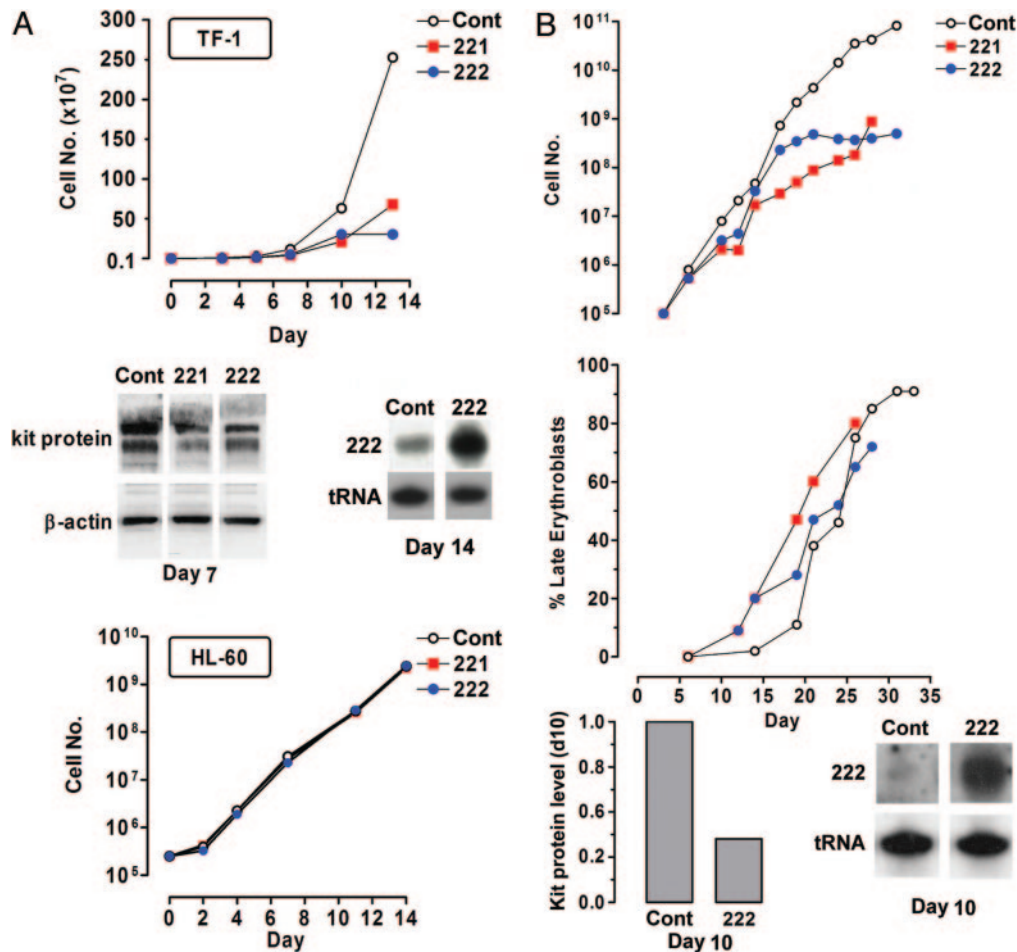 A
TF-1
Cont
221
222
Cell No. (x10⁷)
300
250
200
150
100
50
0.1
0 2 4 6 8 10 12 14
Day
Cont 221 222
kit protein
β-actin
Day 7
Cont 222
222
tRNA
Day 14
HL-60
Cont
221
222
Cell No.
10¹⁰
10⁹
10⁸
10⁷
10⁶
10⁵
0 2 4 6 8 11 12 14
Day
B
Cont
221
222
Cell No.
10¹¹
10¹⁰
10⁹
10⁸
10⁷
10⁶
10⁵
% Late Erythroblasts
100
80
60
40
20
0
0 5 10 15 20 25 30 35
Day
Kit protein level (d10)
1.0
0.8
0.6
0.4
0.2
0.0
Cont 222
Day 10
Cont 222
222
tRNA
Day 10